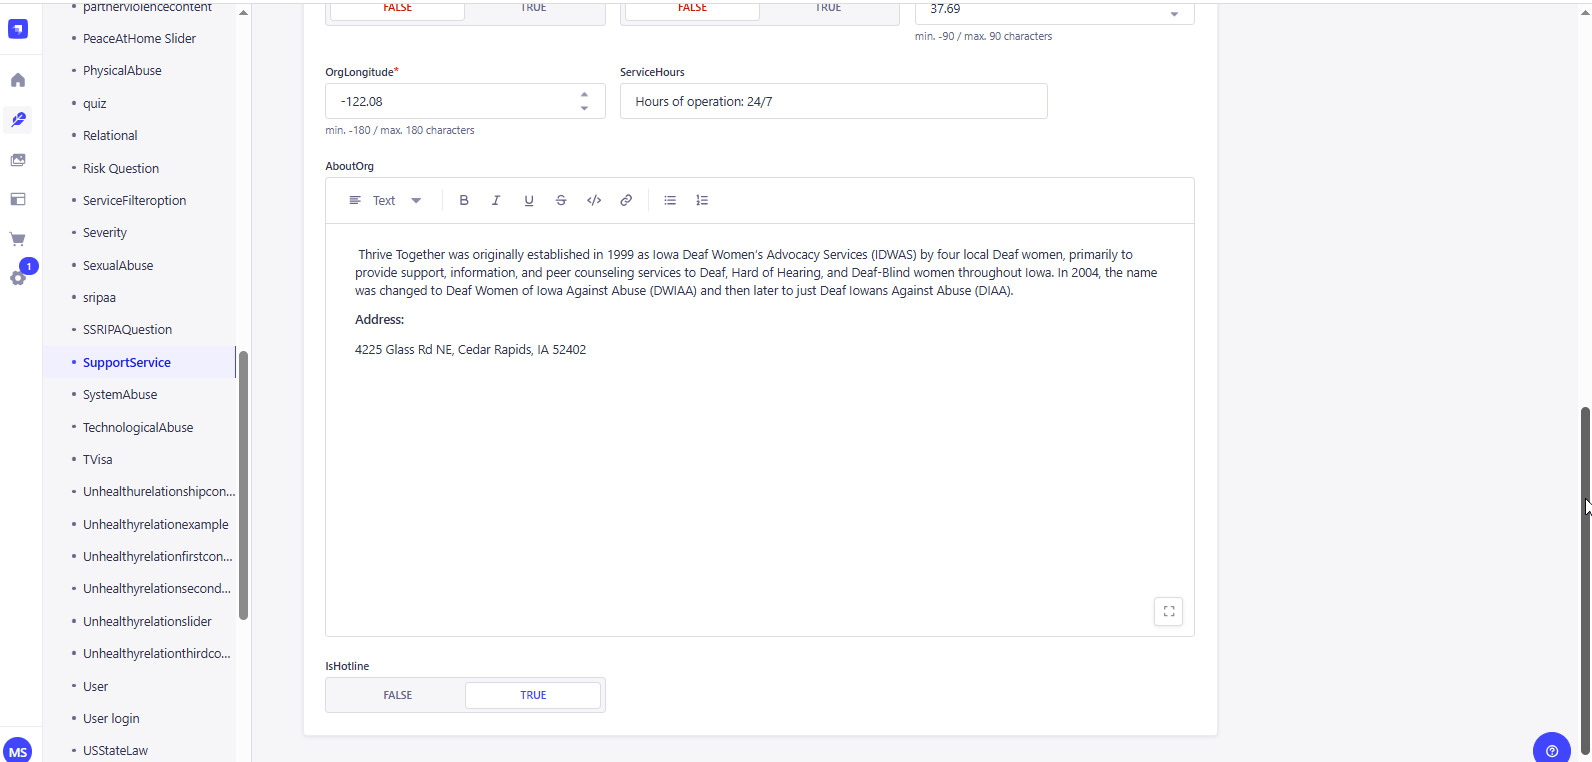 partnerviolencecontent
PeaceAtHome Slider
PhysicalAbuse
quiz
Relational
Risk Question
ServiceFilteroption
Severity
SexualAbuse
sripaa
SSRIPAQuestion
SupportService
SystemAbuse
TechnologicalAbuse
TVisa
Unhealthurelationshipcon...
Unhealthyrelationexample
Unhealthyrelationfirstcon...
Unhealthyrelationsecond...
Unhealthyrelationslider
Unhealthyrelationthirdco...
User
User login
USStateLaw
1
MS
FALSE TRUE FALSE TRUE 37.69
min. -90 / max. 90 characters
OrgLongitude* ServiceHours
-122.08 Hours of operation: 24/7
min. -180 / max. 180 characters
AboutOrg
Text B I U S </>
Thrive Together was originally established in 1999 as Iowa Deaf Women's Advocacy Services (IDWAS) by four local Deaf women, primarily to
provide support, information, and peer counseling services to Deaf, Hard of Hearing, and Deaf-Blind women throughout Iowa. In 2004, the name
was changed to Deaf Women of Iowa Against Abuse (DWIAA) and then later to just Deaf Iowans Against Abuse (DIAA).
Address:
4225 Glass Rd NE, Cedar Rapids, IA 52402
IsHotline
FALSE TRUE